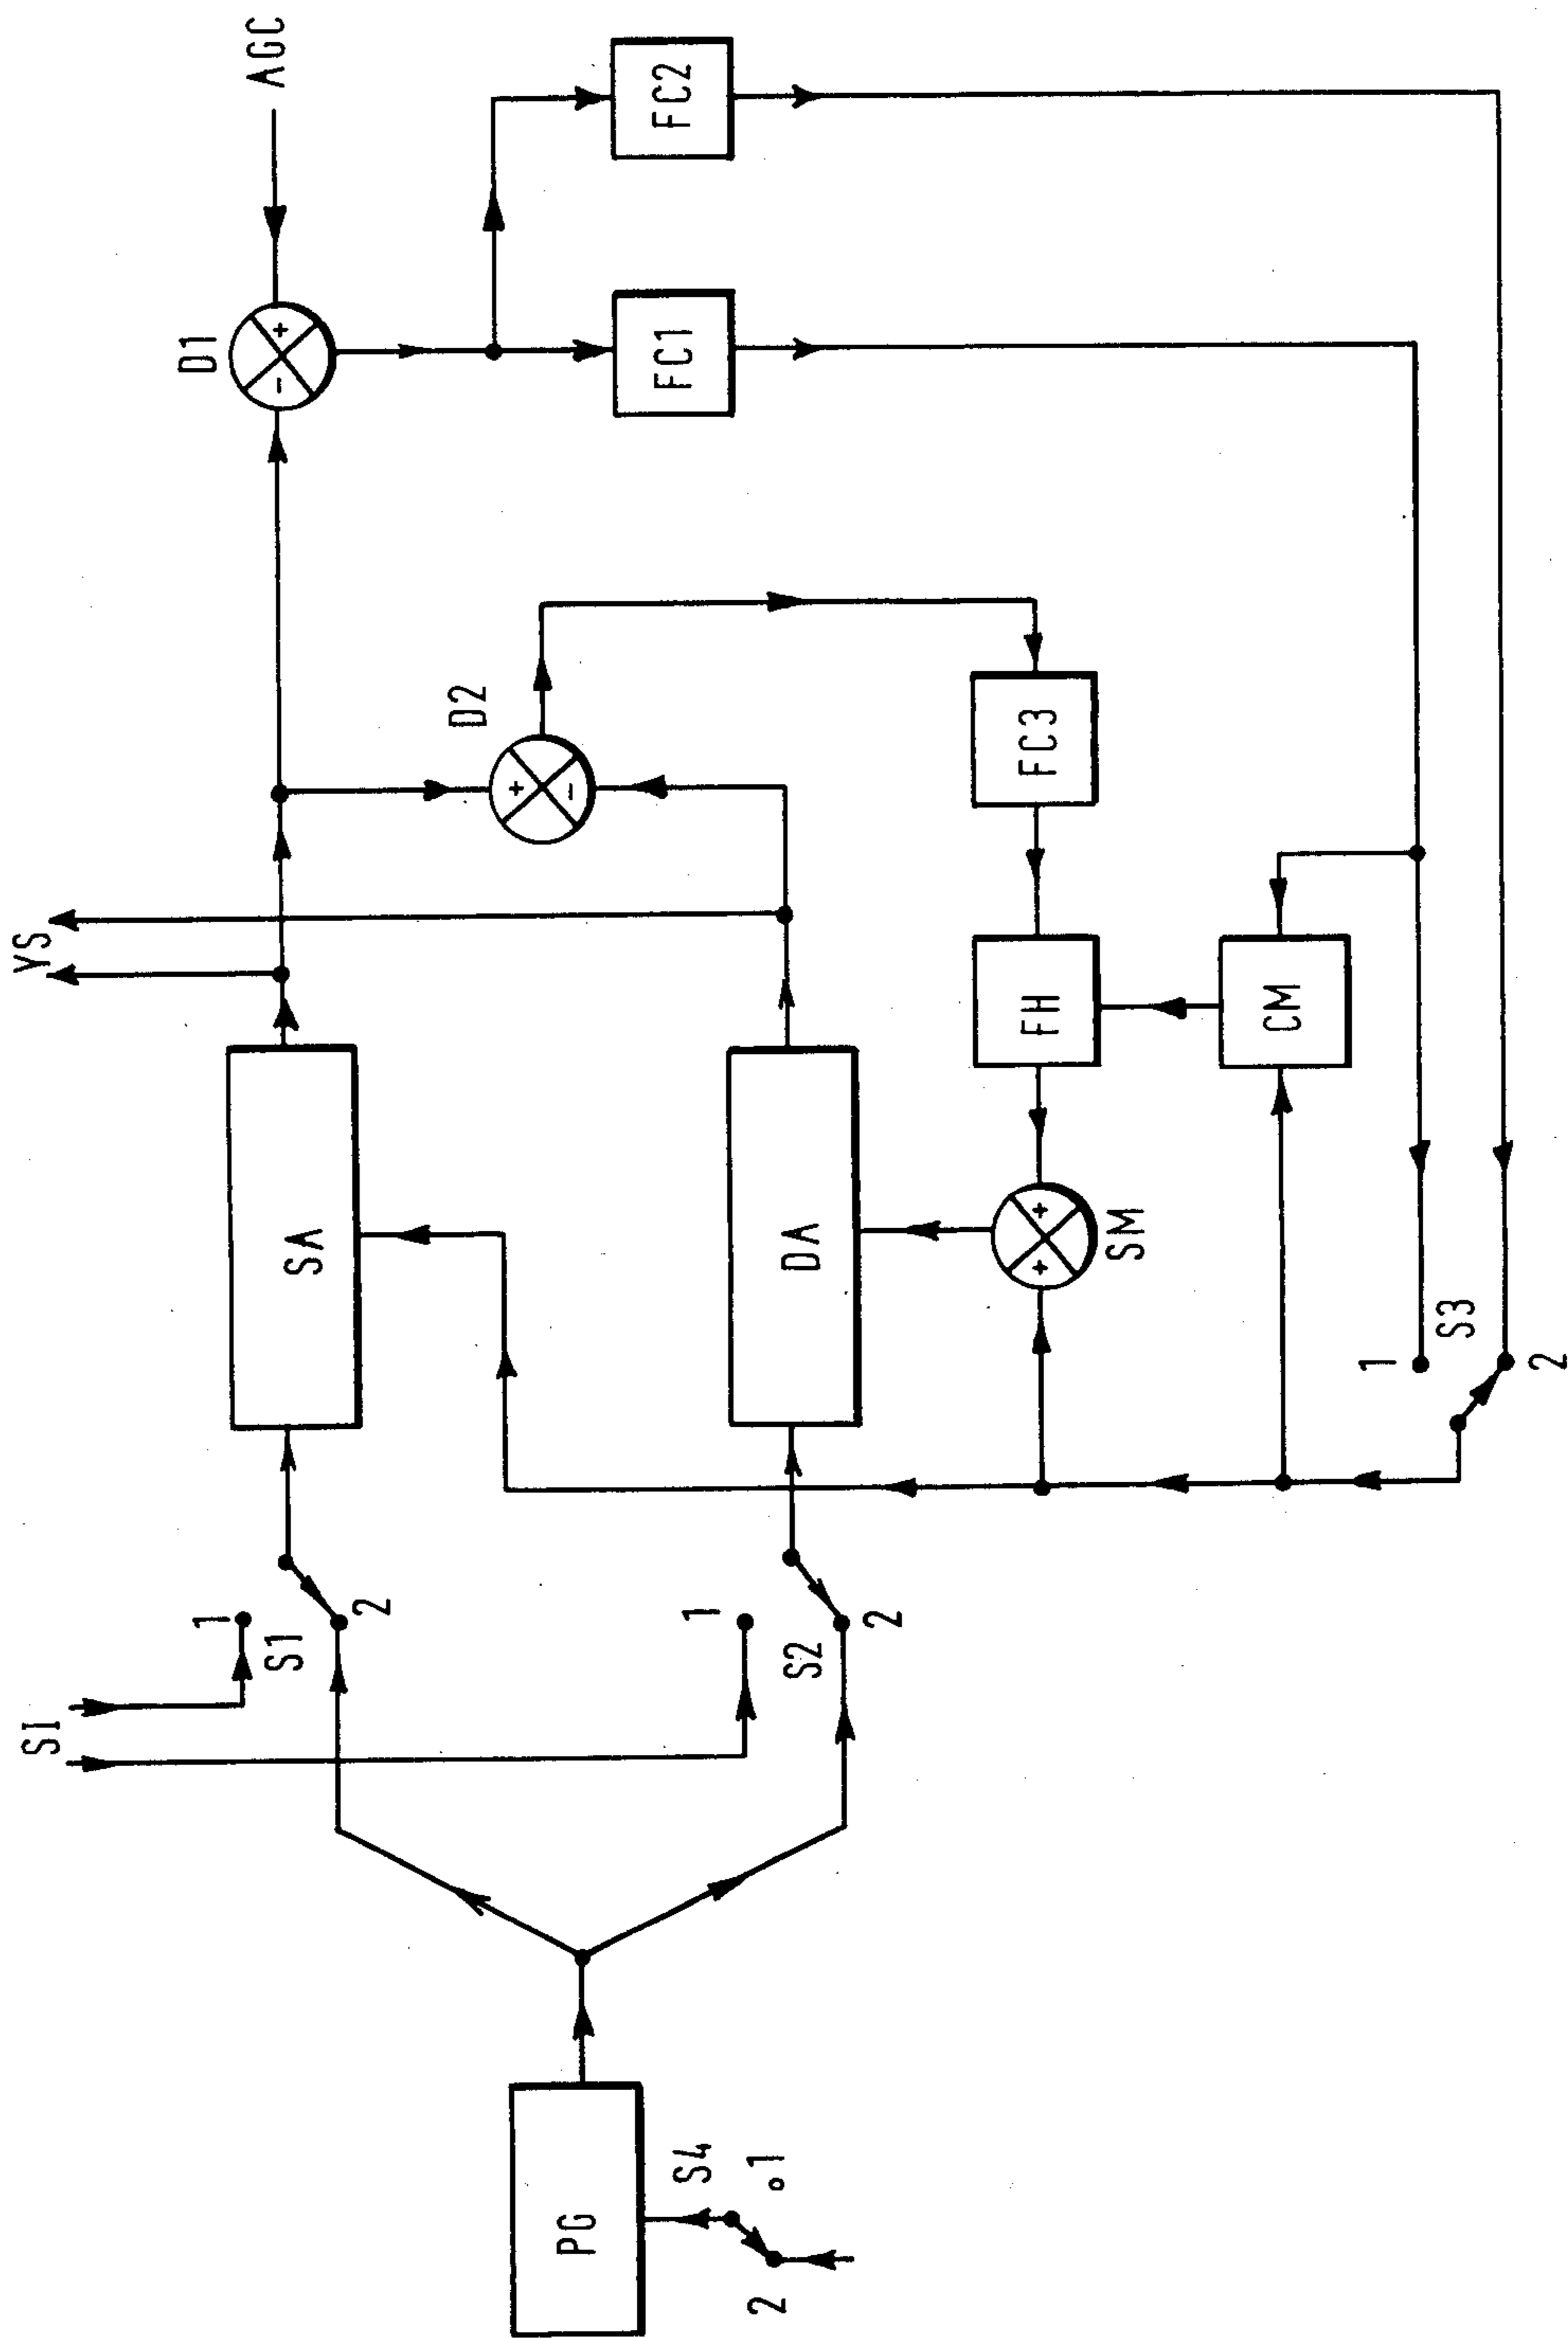 PG
S4
1
2
SI
1
S1
2
1
S2
2
SA
DA
VS
D2
+
-
D1
-
+
AGC
FC1
FC2
FC3
FH
CM
+
+
SM
1
S3
2